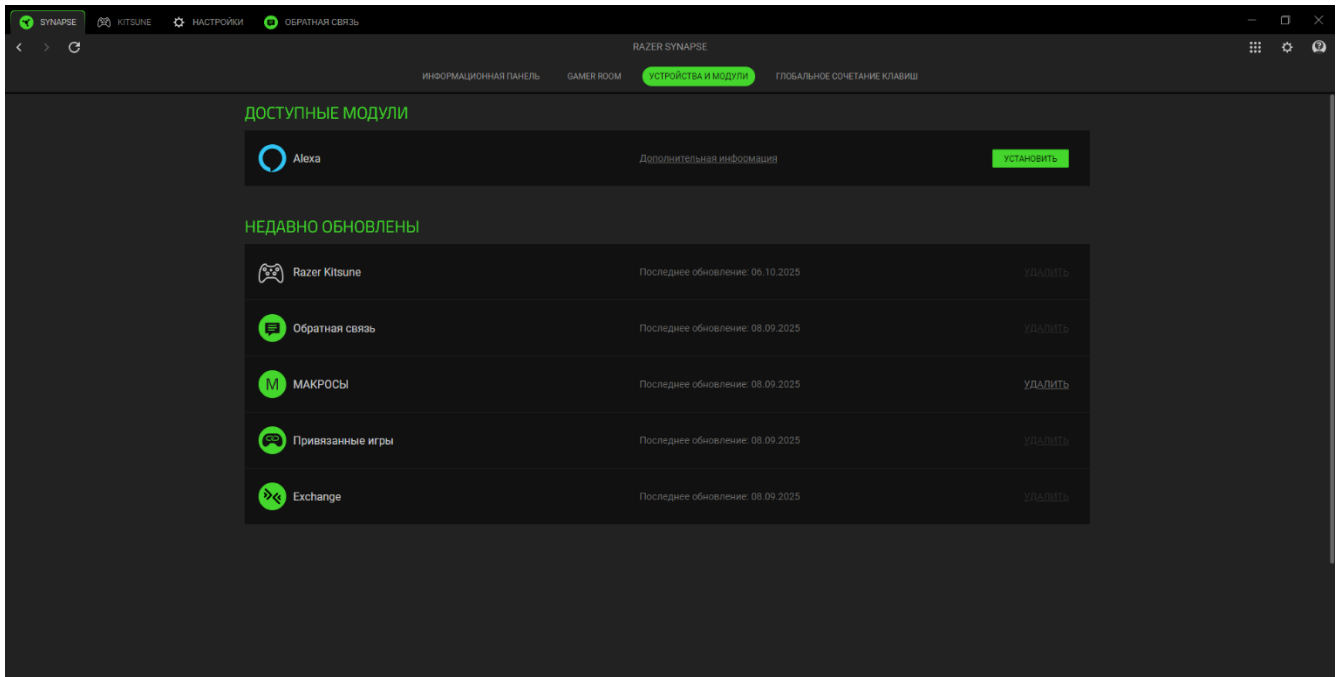 SYNAPSE KITSUNE НАСТРОЙКИ ОБРАТНАЯ СВЯЗЬ
RAZER SYNAPSE
ИНФОРМАЦИОННАЯ ПАНЕЛЬ GAMER ROOM УСТРОЙСТВА И МОДУЛИ ГЛОБАЛЬНОЕ СОЧЕТАНИЕ КЛАВИШ
ДОСТУПНЫЕ МОДУЛИ
Alexa Дополнительная информация УСТАНОВИТЬ
НЕДАВНО ОБНОВЛЕНЫ
Razer Kitsune Последнее обновление: 06.10.2025 УДАЛИТЬ
Обратная связь Последнее обновление: 08.09.2025 УДАЛИТЬ
M МАКРОСЫ Последнее обновление: 08.09.2025 УДАЛИТЬ
Привязанные игры Последнее обновление: 08.09.2025 УДАЛИТЬ
Exchange Последнее обновление: 08.09.2025 УДАЛИТЬ